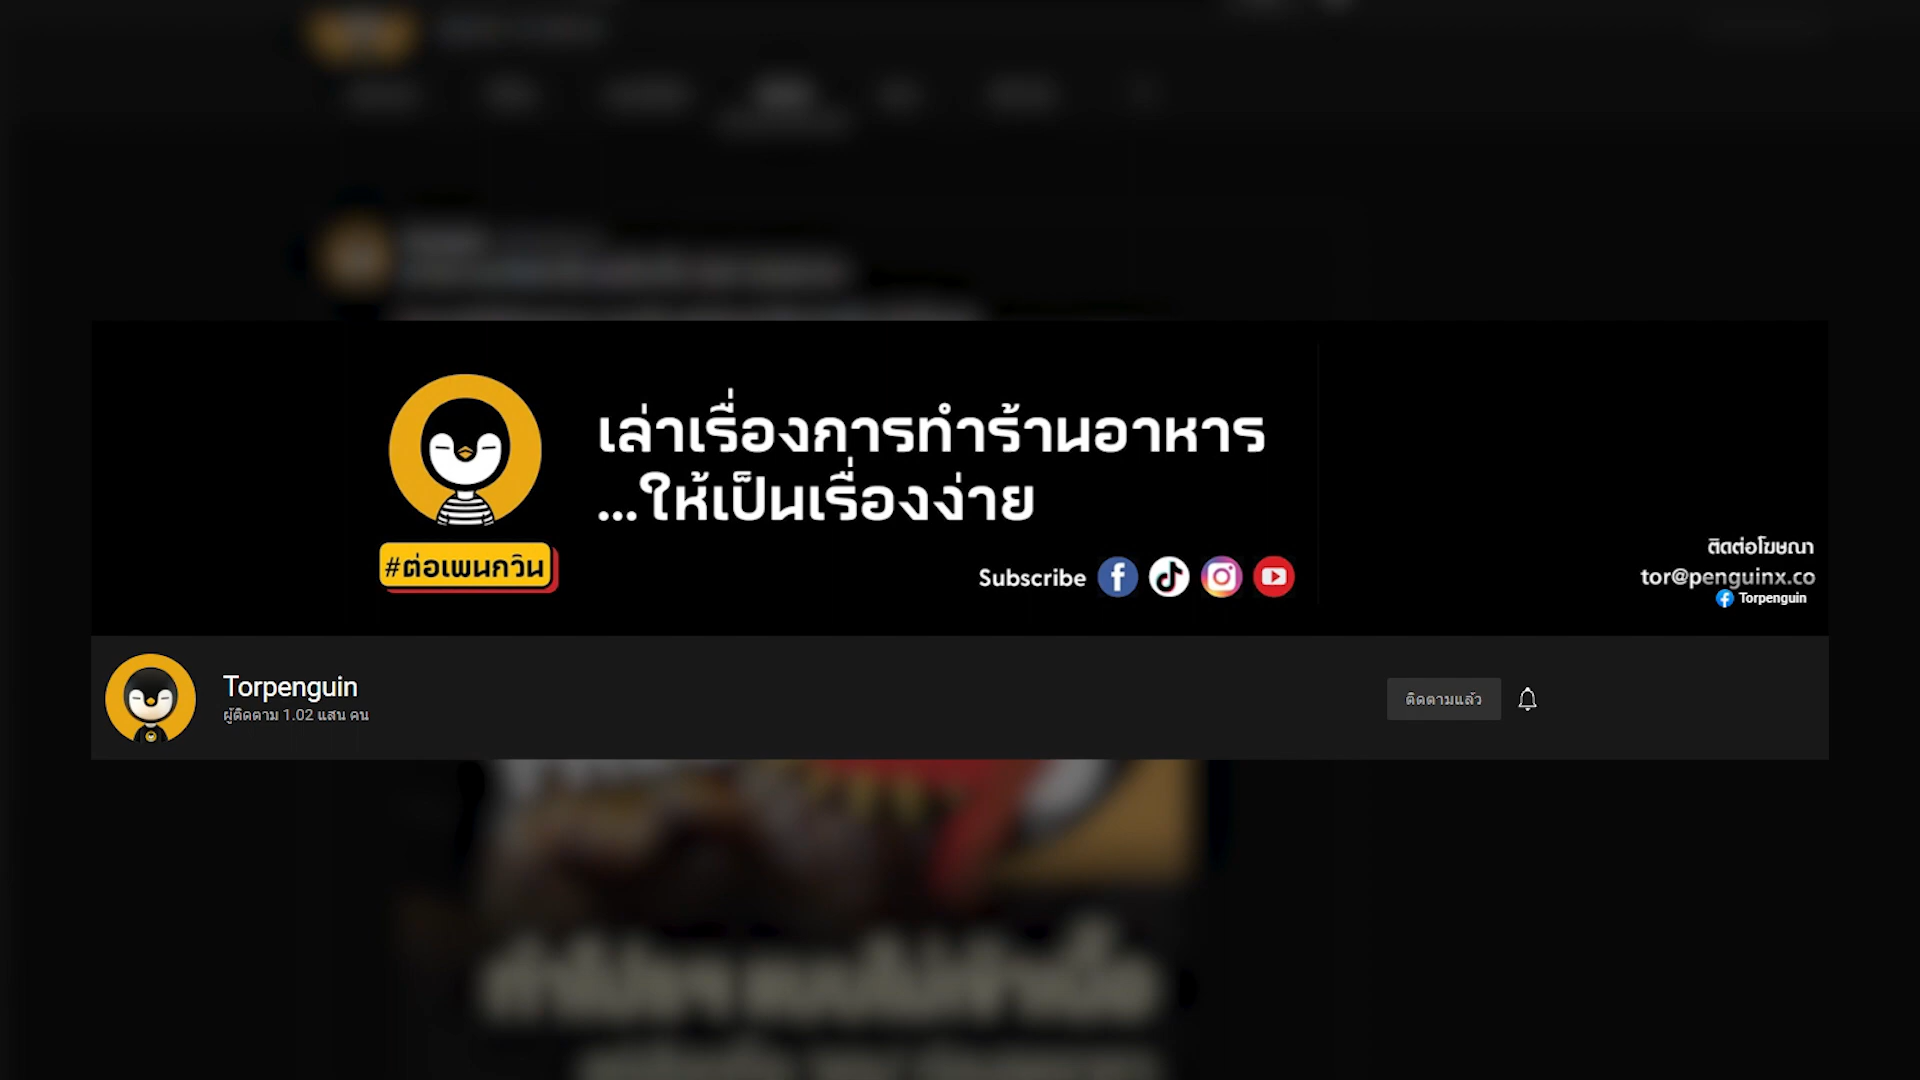 เล่าเรื่องการทำร้านอาหาร
...ให้เป็นเรื่องง่าย
#ต่อเพนกวิน
Subscribe
ติดต่อโฆษณา
tor@penguinx.co
Torpenguin
Torpenguin
ผู้ติดตาม 1.02 แสน คน
ติดตามแล้ว